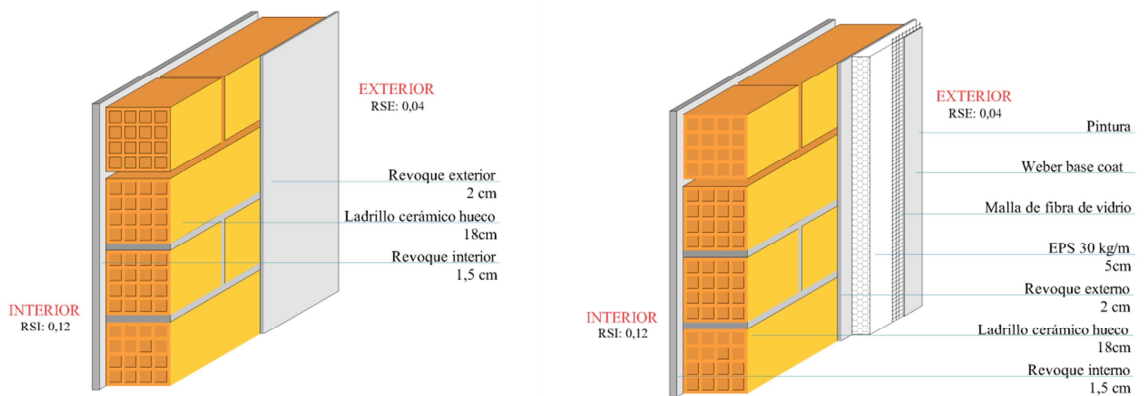 EXTERIOR
RSE: 0,04
Revoque exterior
2 cm
Ladrillo cerámico hueco
18cm
Revoque interior
1,5 cm
INTERIOR
RSI: 0,12
EXTERIOR
RSE: 0,04
Pintura
Weber base coat
Malla de fibra de vidrio
EPS 30 kg/m
5cm
Revoque externo
2 cm
INTERIOR
RSI: 0,12
Ladrillo cerámico hueco
18cm
Revoque interno
1,5 cm